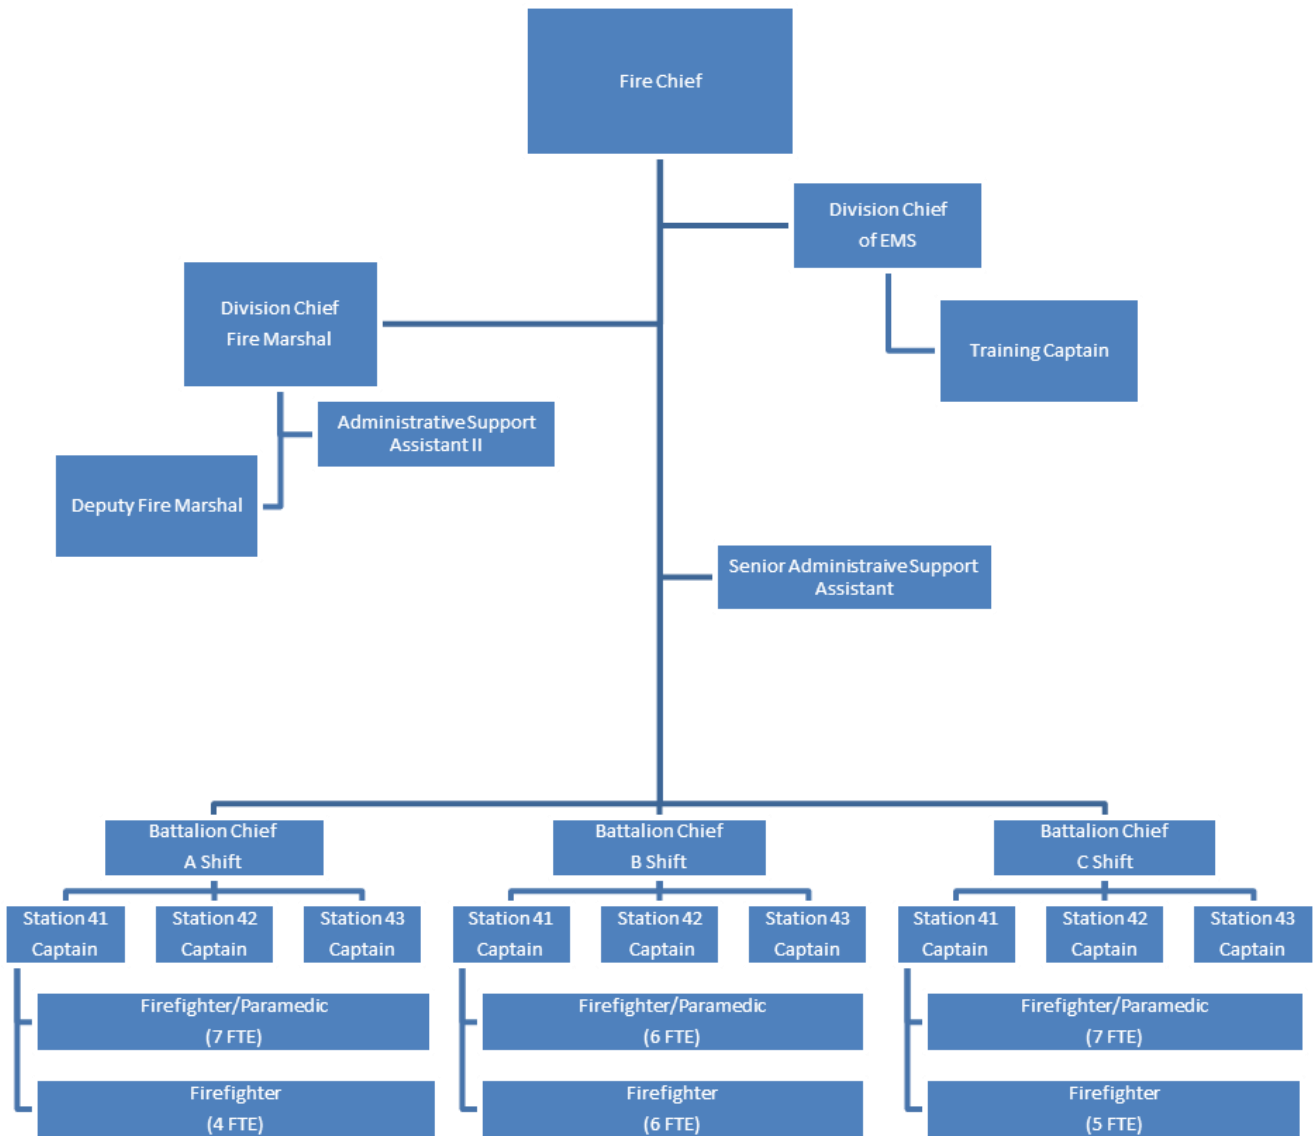 Fire Chief
Division Chief
of EMS
Division Chief
Fire Marshal
Training Captain
Administrative Support
Assistant II
Deputy Fire Marshal
Senior Administraive Support
Assistant
Battalion Chief
A Shift
Battalion Chief
B Shift
Battalion Chief
C Shift
Station 41
Captain
Station 42
Captain
Station 43
Captain
Station 41
Captain
Station 42
Captain
Station 43
Captain
Station 41
Captain
Station 42
Captain
Station 43
Captain
Firefighter/Paramedic
(7 FTE)
Firefighter/Paramedic
(6 FTE)
Firefighter/Paramedic
(7 FTE)
Firefighter
(4 FTE)
Firefighter
(6 FTE)
Firefighter
(5 FTE)